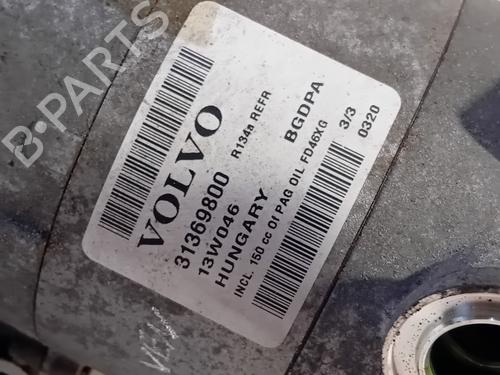 VOLVO
31369800 R134a REFR
13W046
HUNGARY BGDPA
INCL. 150 cc Of PAG OIL FD46XG 3/3
0320
B-PARTS